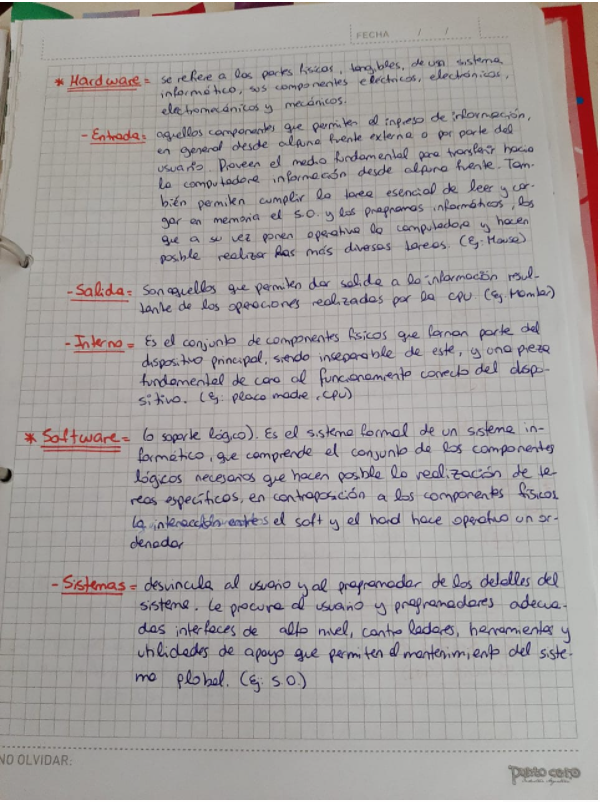 FECHA / /
* Hardware = se refiere a los partes físicos, tangibles, de una sistema
informático, sus componentes eléctricos, electrónicos,
electromecánicos y mecánicos.
- Entrada = aquellos componentes que permiten el ingreso de información,
en general desde alguna fuente externa o por parte del
usuario. Proveen el medio fundamental para transferir hacia
la computadora información desde alguna fuente. Tam-
bién permiten cumplir la tarea esencial de leer y car-
gar en memoria el S.O. y los programas informáticos, los
que a su vez ponen operativa la computadora y hacen
posible realizar las más diversas tareas. (Ej: Mouse)
- Salida = Son aquellos que permiten dar salida a la información resul-
tante de las operaciones realizadas por la CPU (Ej:
- Interno = Es el conjunto de componentes físicos que forman parte del
dispositivo principal, siendo inseparable de este, y una pieza
fundamental de cara al funcionamiento correcto del dispo-
sitivo. (Ej: placa madre, CPU)
* Software = (o soporte lógico). Es el sistema formal de un sistema in-
formático, que comprende el conjunto de los componentes
lógicos necesarios que hacen posible la realización de ta-
reas específicos, en contraposición a los componentes físicos.
La interacción entre el soft y el hard hace operativo un or-
denador
- Sistemas = desvincula al usuario y al programador de los detalles del
sistema. Le procura al usuario y programadores adecua-
das interfaces de alto nivel, controladores, herramientas y
utilidades de apoyo que permiten el mantenimiento del siste-
ma global. (Ej: S.O.)
NO OLVIDAR: